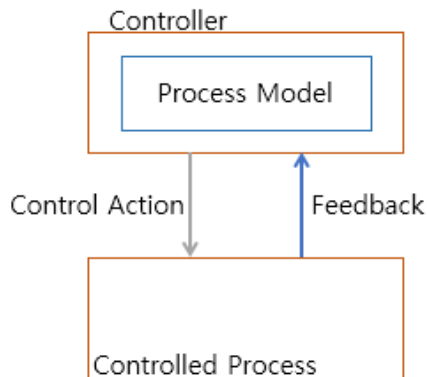 Controller
Process Model
Control Action
Feedback
Controlled Process